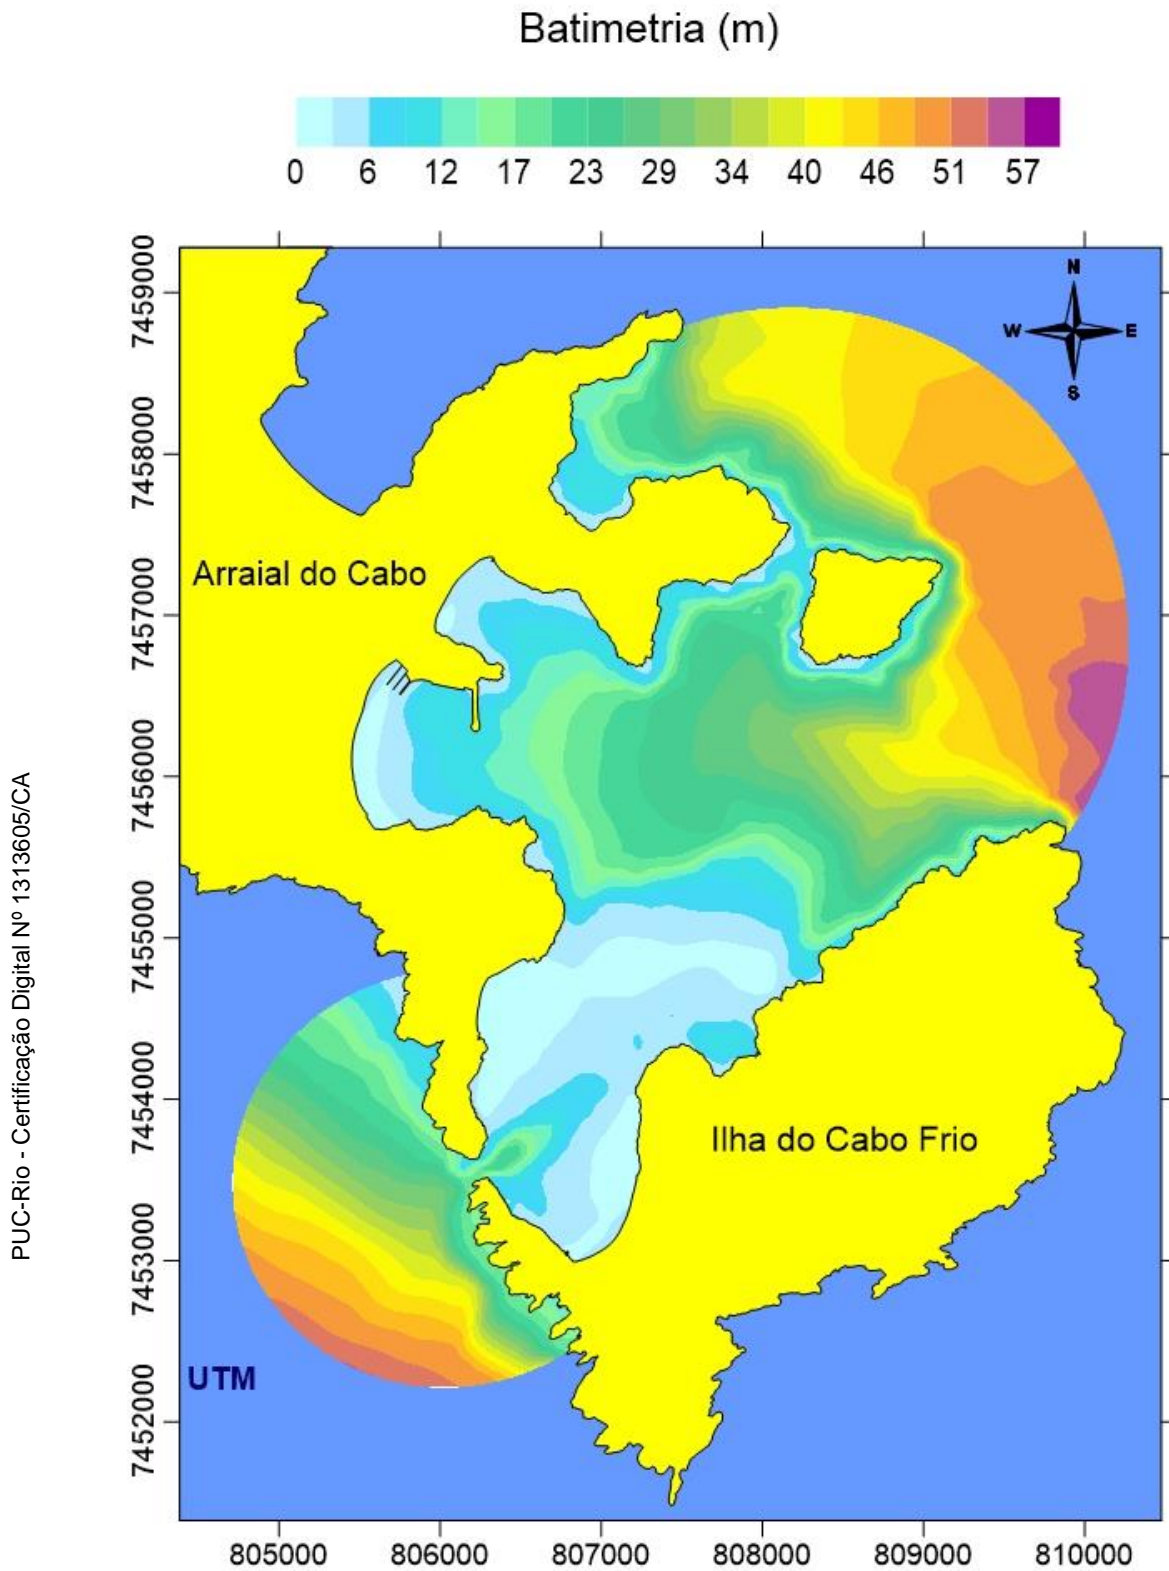 Batimetria (m)
0 6 12 17 23 29 34 40 46 51 57
7459000
7458000
7457000
7456000
7455000
7454000
7453000
7452000
N
W E
S
Arraial do Cabo
Ilha do Cabo Frio
UTM
805000 806000 807000 808000 809000 810000
PUC-Rio - Certificação Digital Nº 1313605/CA